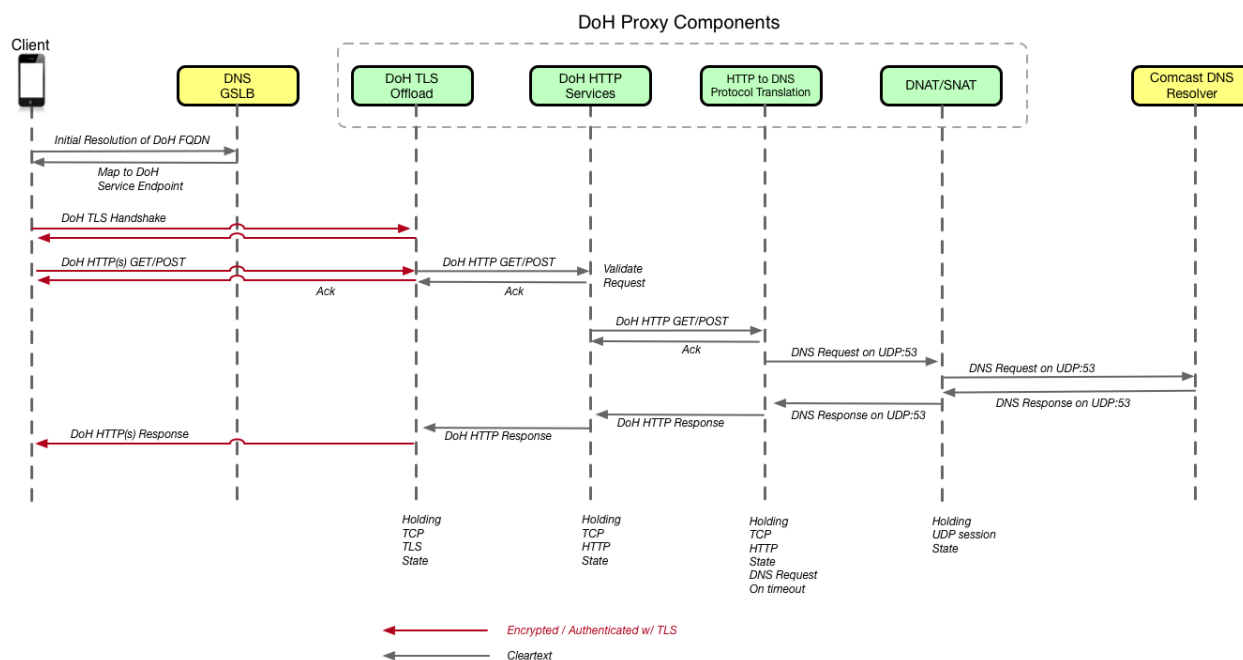 DoH Proxy Components
Client
DNS
GSLB
DoH TLS
Offload
DoH HTTP
Services
HTTP to DNS
Protocol Translation
DNAT/SNAT
Comcast DNS
Resolver
Initial Resolution of DoH FQDN
Map to DoH
Service Endpoint
DoH TLS Handshake
DoH HTTP(s) GET/POST
DoH HTTP GET/POST
Validate
Request
Ack
Ack
DoH HTTP GET/POST
Ack
DNS Request on UDP:53
DNS Request on UDP:53
DNS Response on UDP:53
DNS Response on UDP:53
DoH HTTP Response
DoH HTTP Response
DoH HTTP(s) Response
Holding
TCP
TLS
State
Holding
TCP
HTTP
State
Holding
TCP
HTTP
State
DNS Request
On timeout
Holding
UDP session
State
Encrypted / Authenticated w/ TLS
Cleartext